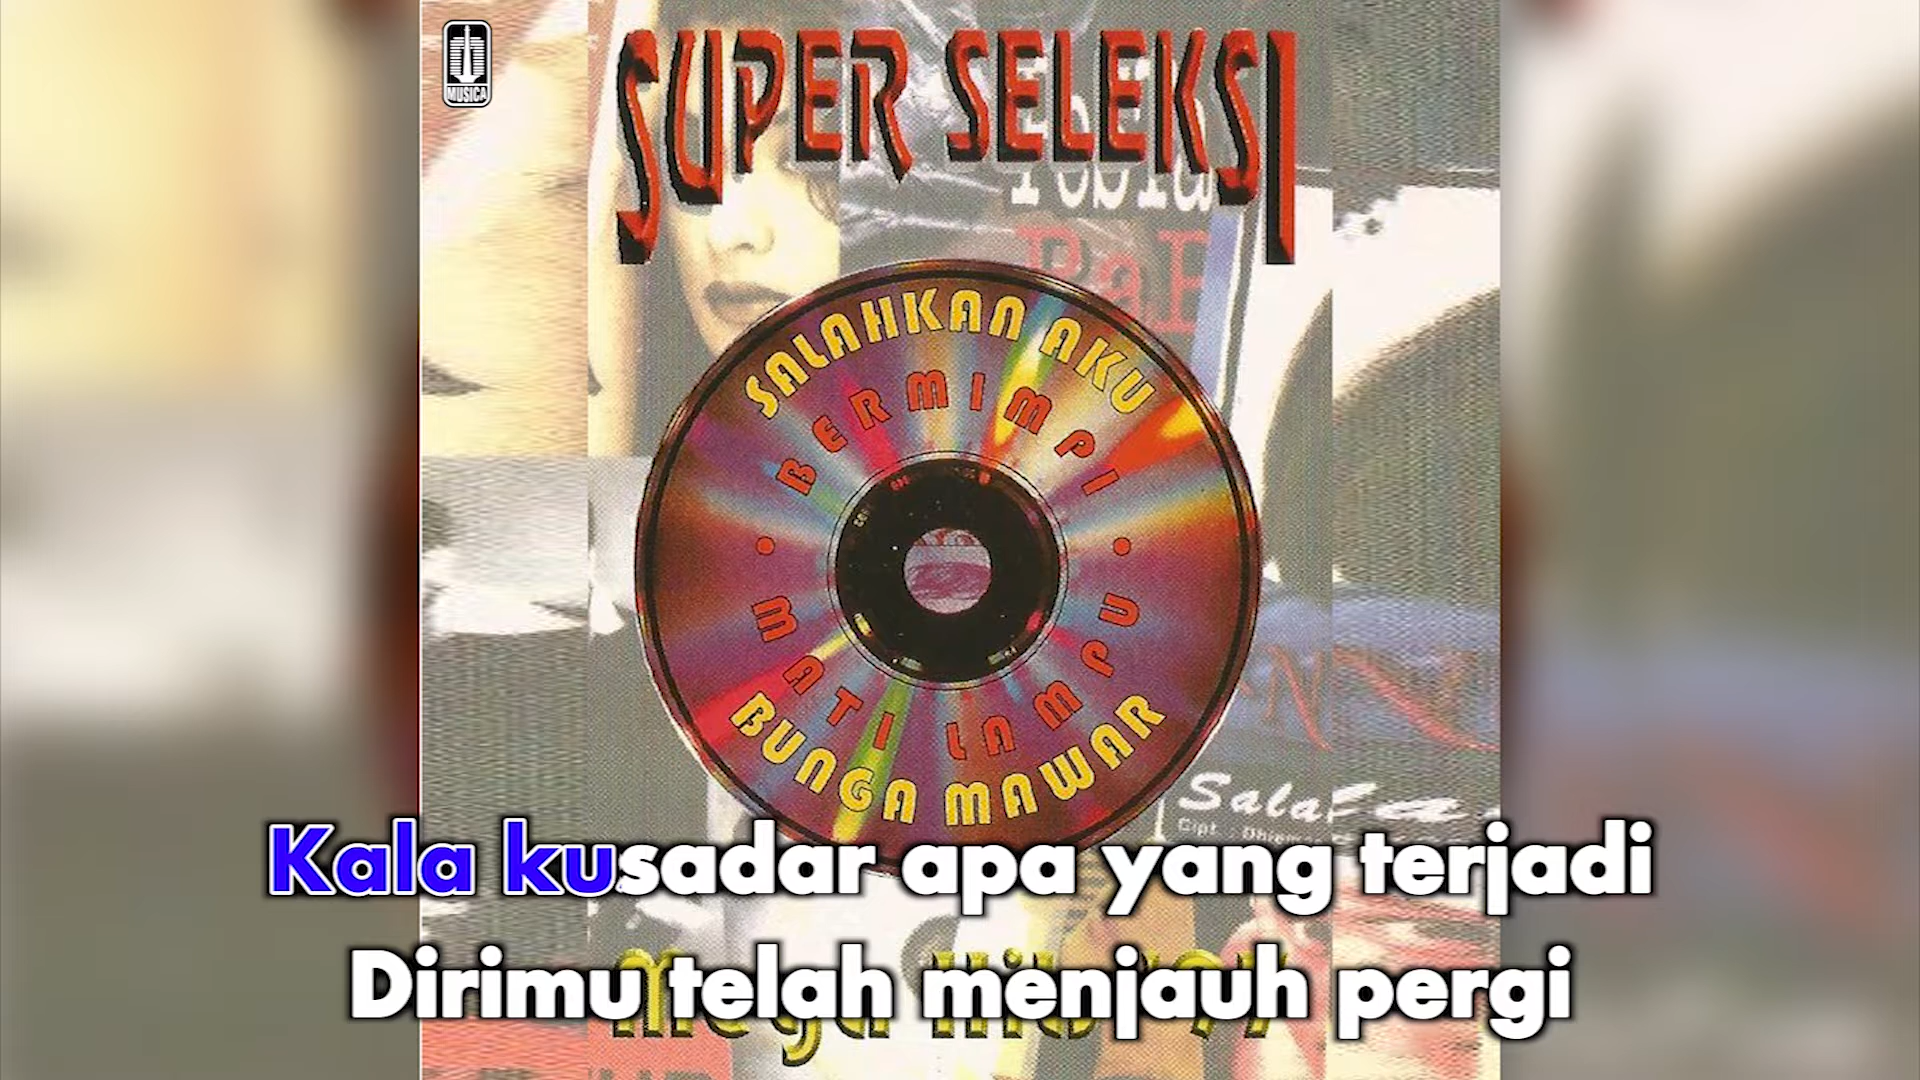 MUSICA
SUPER SELEKSI
SALAHKAN AKU
BERMIMPI
MATI LAMPU
BUNGA MAWAR
Kala kusadar apa yang terjadi
Dirimu telah menjauh pergi